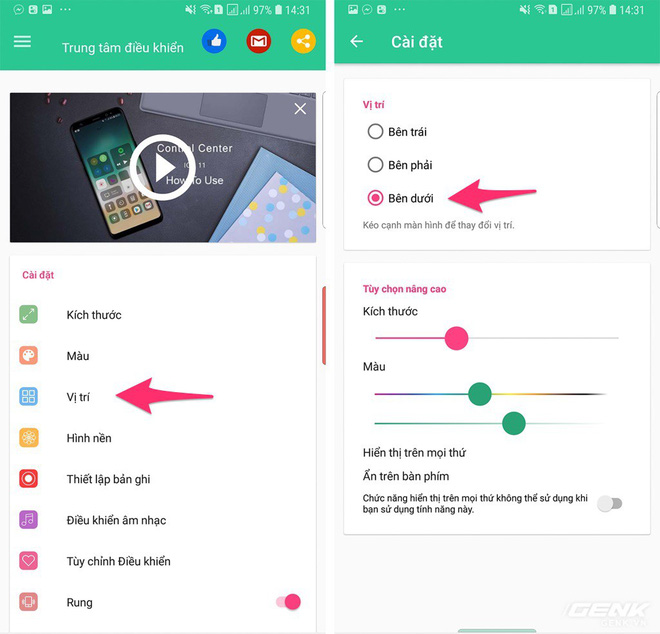 97% 14:31
Trung tâm điều khiển
Control Center
iOS 11
How To Use
Cài đặt
Kích thước
Màu
Vị trí
Hình nền
Thiết lập bản ghi
Điều khiển âm nhạc
Tùy chỉnh Điều khiển
Rung
97% 14:31
Cài đặt
Vị trí
Bên trái
Bên phải
Bên dưới
Kéo cạnh màn hình để thay đổi vị trí.
Tùy chọn nâng cao
Kích thước
Màu
Hiển thị trên mọi thứ
Ẩn trên bàn phím
Chức năng hiển thị trên mọi thứ không thể sử dụng khi
bạn sử dụng tính năng này.
GENK